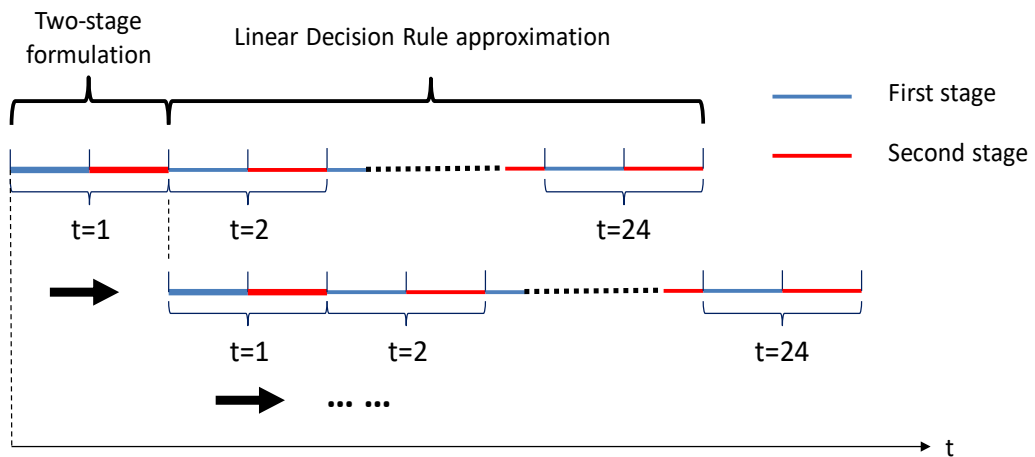 Two-stage
formulation
Linear Decision Rule approximation
First stage
Second stage
t=1
t=2
t=24
t=1
t=2
t=24
... ...
t